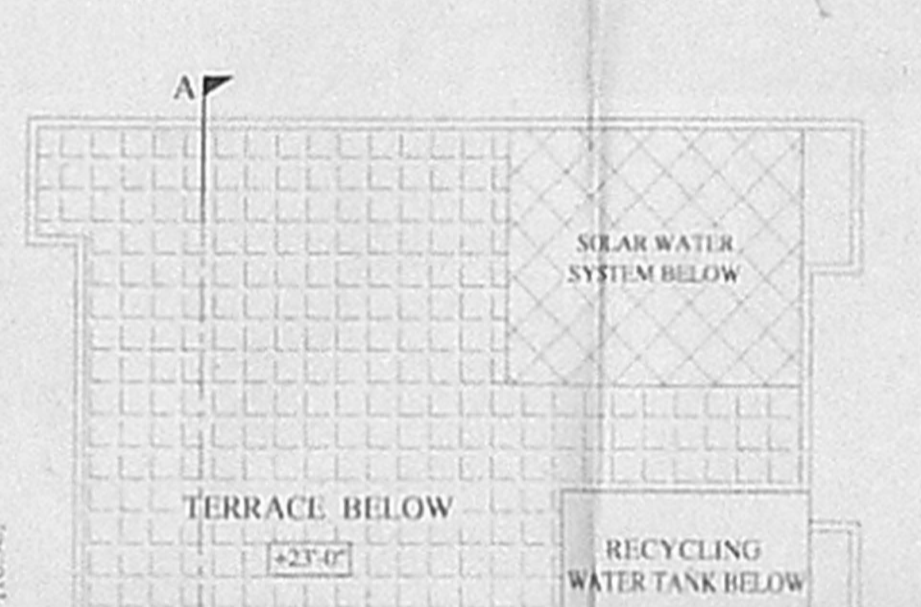 A
SOLAR WATER
SYSTEM BELOW
TERRACE BELOW
+23'-0"
RECYCLING
WATER TANK BELOW